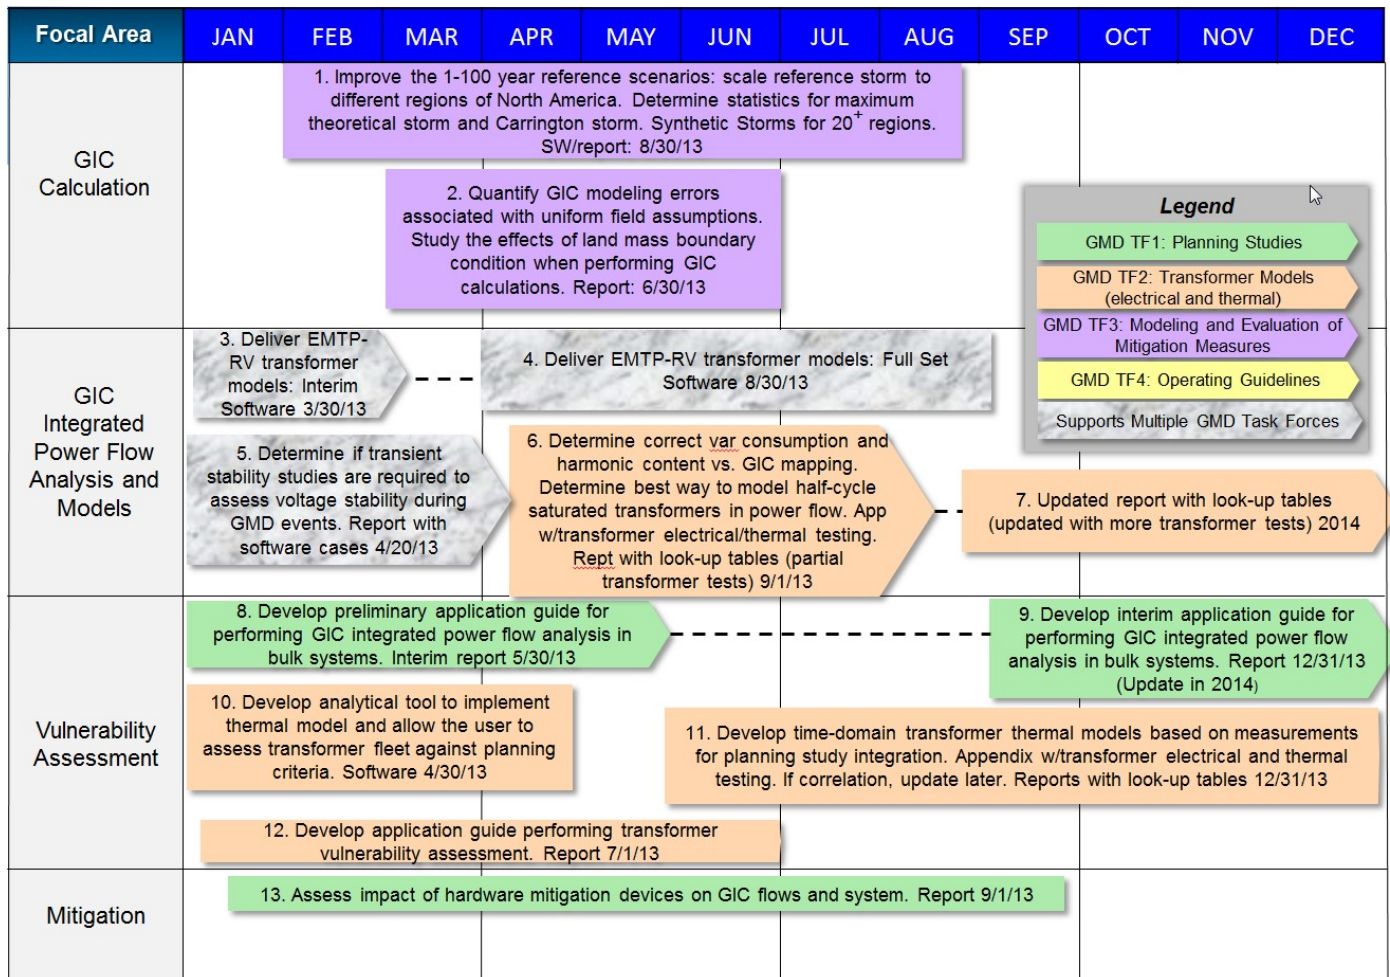 Focal Area
JAN
FEB
MAR
APR
MAY
JUN
JUL
AUG
SEP
OCT
NOV
DEC
GIC
Calculation
1. Improve the 1-100 year reference scenarios: scale reference storm to
different regions of North America. Determine statistics for maximum
theoretical storm and Carrington storm. Synthetic Storms for 20+ regions.
SW/report: 8/30/13
2. Quantify GIC modeling errors
associated with uniform field assumptions.
Study the effects of land mass boundary
condition when performing GIC
calculations. Report: 6/30/13
Legend
GMD TF1: Planning Studies
GMD TF2: Transformer Models
(electrical and thermal)
GMD TF3: Modeling and Evaluation of
Mitigation Measures
GMD TF4: Operating Guidelines
Supports Multiple GMD Task Forces
GIC
Integrated
Power Flow
Analysis and
Models
3. Deliver EMTP-
RV transformer
models: Interim
Software 3/30/13
4. Deliver EMTP-RV transformer models: Full Set
Software 8/30/13
5. Determine if transient
stability studies are required to
assess voltage stability during
GMD events. Report with
software cases 4/20/13
6. Determine correct var consumption and
harmonic content vs. GIC mapping.
Determine best way to model half-cycle
saturated transformers in power flow. App
w/transformer electrical/thermal testing.
Rept with look-up tables (partial
transformer tests) 9/1/13
7. Updated report with look-up tables
(updated with more transformer tests) 2014
Vulnerability
Assessment
8. Develop preliminary application guide for
performing GIC integrated power flow analysis in
bulk systems. Interim report 5/30/13
9. Develop interim application guide for
performing GIC integrated power flow
analysis in bulk systems. Report 12/31/13
(Update in 2014)
10. Develop analytical tool to implement
thermal model and allow the user to
assess transformer fleet against planning
criteria. Software 4/30/13
11. Develop time-domain transformer thermal models based on measurements
for planning study integration. Appendix w/transformer electrical and thermal
testing. If correlation, update later. Reports with look-up tables 12/31/13
12. Develop application guide performing transformer
vulnerability assessment. Report 7/1/13
Mitigation
13. Assess impact of hardware mitigation devices on GIC flows and system. Report 9/1/13